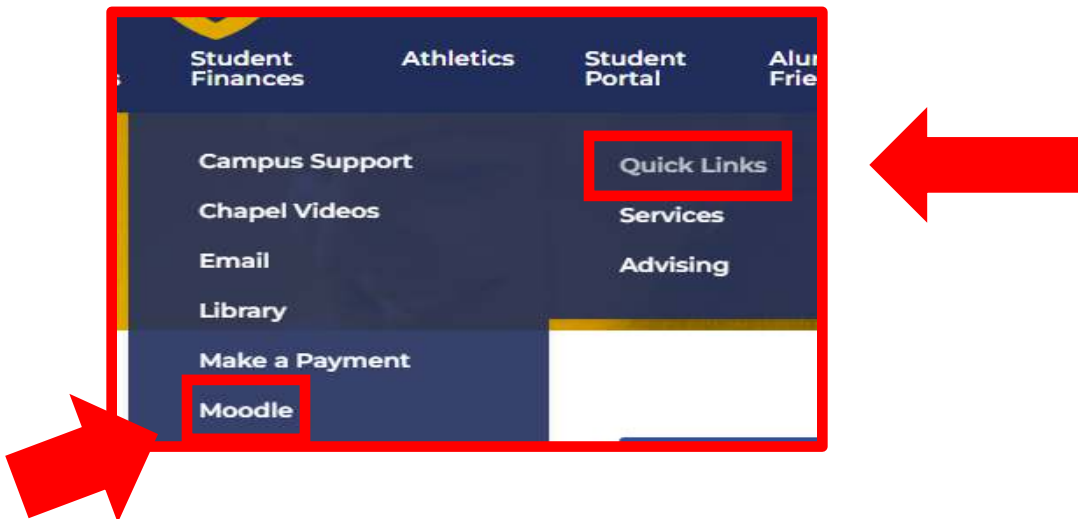 Student
Finances
Athletics
Student
Portal
Campus Support
Chapel Videos
Email
Library
Make a Payment
Moodle
Quick Links
Services
Advising